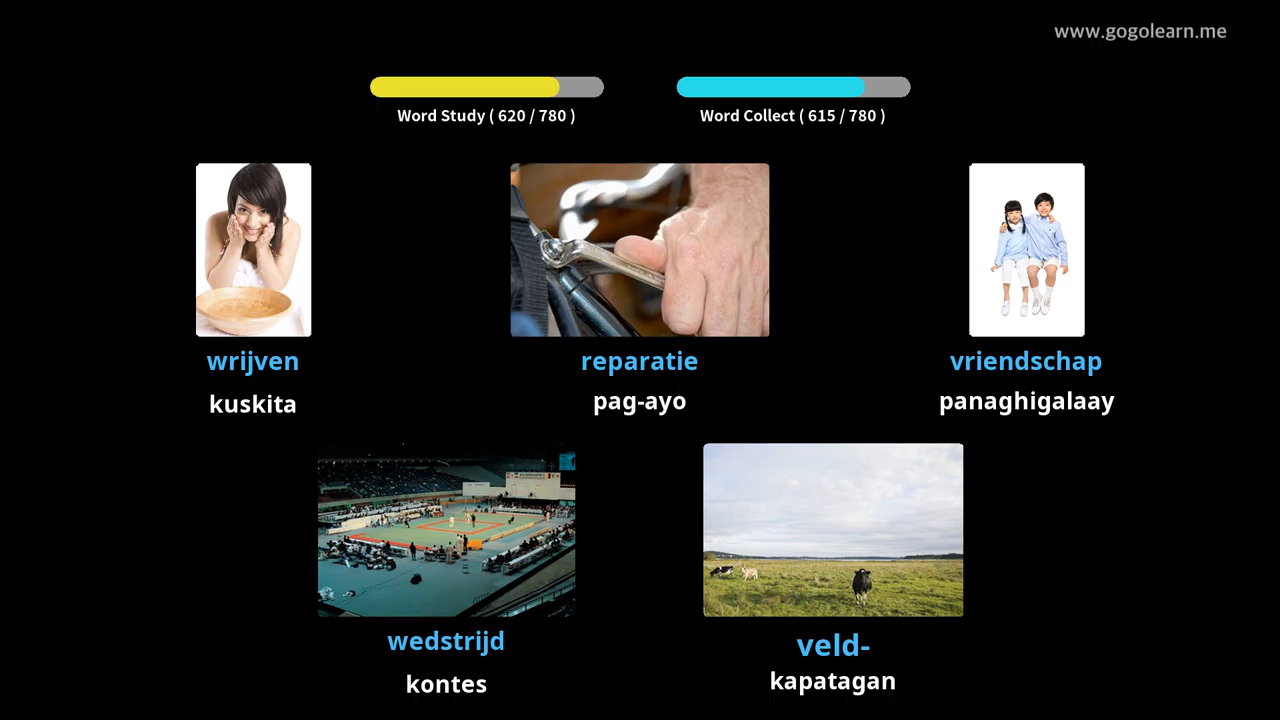 www.gogolearn.me
Word Study ( 620 / 780 )
Word Collect ( 615 / 780 )
wrijven
kuskita
reparatie
pag-ayo
vriendschap
panaghigalaay
wedstrijd
kontes
veld-
kapatagan